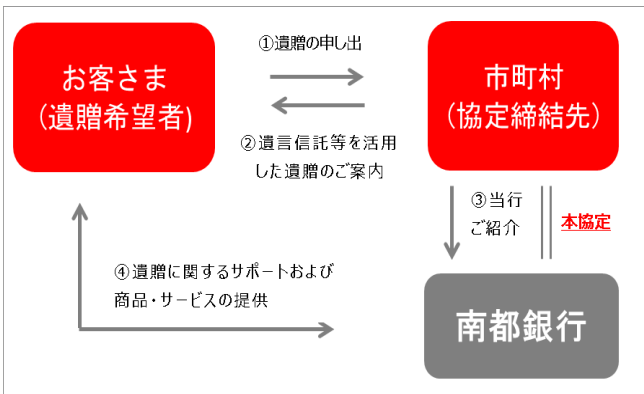 お客さま
(遺贈希望者)
①遺贈の申し出
②遺言信託等を活用
した遺贈のご案内
市町村
(協定締結先)
③当行
ご紹介
本協定
④遺贈に関するサポートおよび
商品・サービスの提供
南都銀行